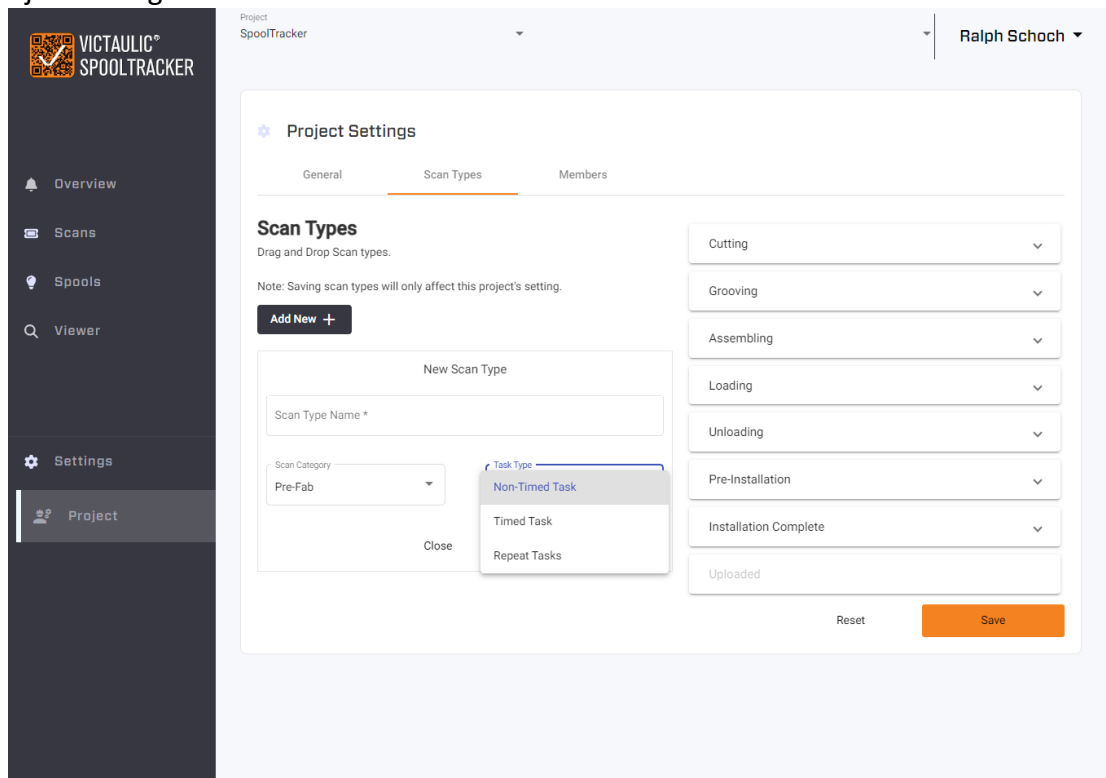 Project
SpoolTracker
Ralph Schoch
VICTAULIC®
SPOOLTRACKER
Overview
Scans
Spools
Viewer
Settings
Project
Project Settings
General Scan Types Members
Scan Types
Drag and Drop Scan types.
Note: Saving scan types will only affect this project's setting.
Add New +
New Scan Type
Scan Type Name *
Scan Category
Pre-Fab
Task Type
Non-Timed Task
Timed Task
Repeat Tasks
Close
Cutting
Grooving
Assembling
Loading
Unloading
Pre-Installation
Installation Complete
Uploaded
Reset Save